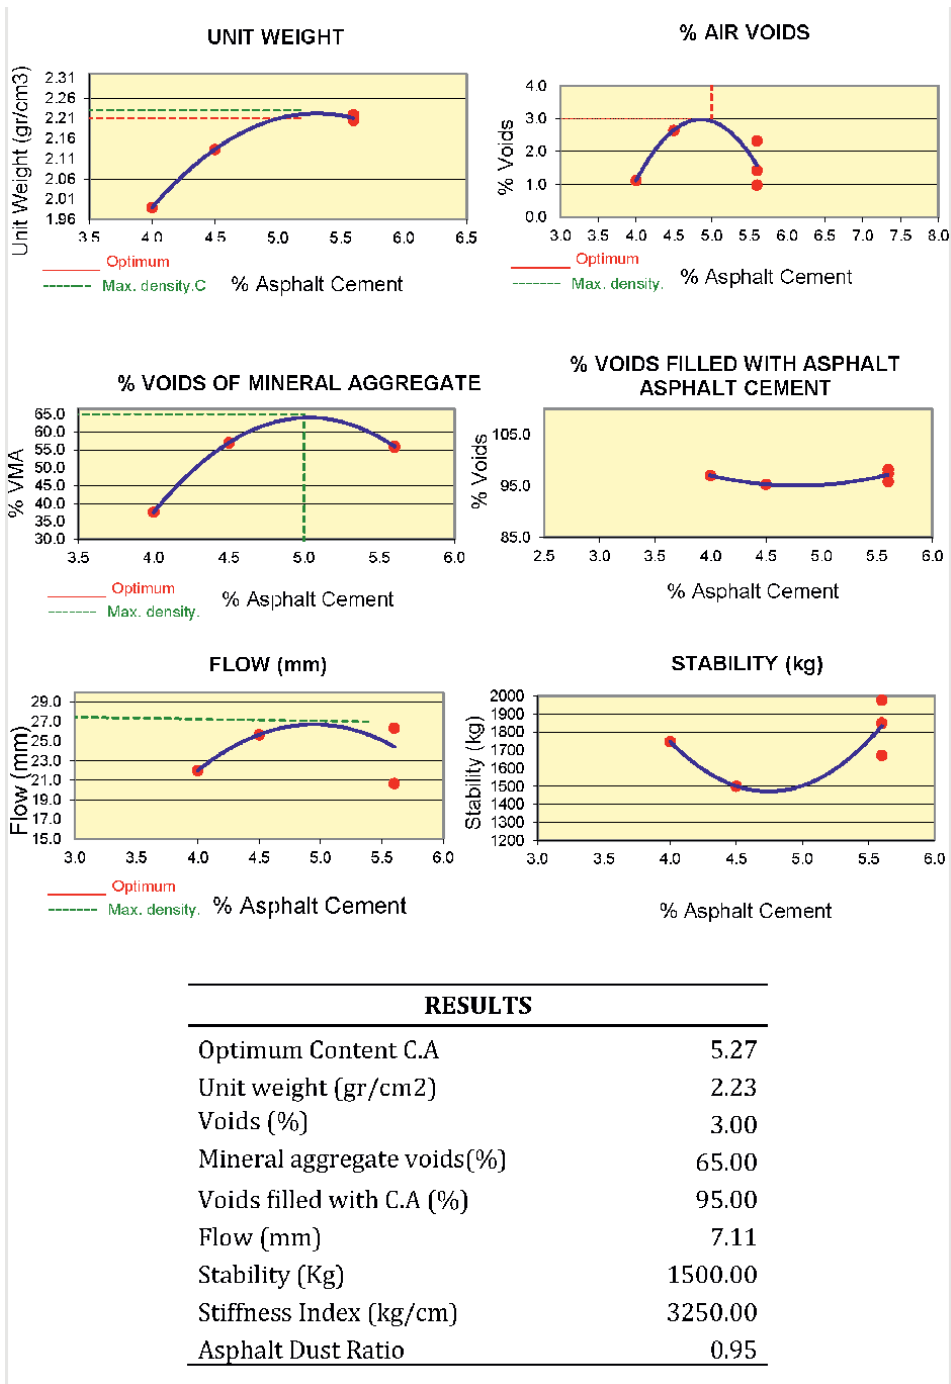 UNIT WEIGHT
Unit Weight (gr/cm3)
2.31
2.26
2.21
2.16
2.11
2.06
2.01
1.96
3.5 4.0 4.5 5.0 5.6 6.0 6.5
Optimum
Max. density.C
% Asphalt Cement
% AIR VOIDS
% Voids
4.0
3.0
2.0
1.0
0.0
3.0 3.5 4.0 4.5 5.0 5.6 6.0 6.5 7.0 7.5 8.0
Optimum
Max. density.
% Asphalt Cement
% VOIDS OF MINERAL AGGREGATE
% VMA
65.0
60.0
55.0
50.0
45.0
40.0
35.0
30.0
3.5 4.0 4.5 5.0 5.6 6.0
Optimum
Max. density.
% Asphalt Cement
% VOIDS FILLED WITH ASPHALT
ASPHALT CEMENT
% Voids
105.0
95.0
85.0
2.5 3.0 3.5 4.0 4.5 5.0 5.6 6.0
% Asphalt Cement
FLOW (mm)
Flow (mm)
29.0
27.0
25.0
23.0
21.0
19.0
17.0
15.0
3.0 3.5 4.0 4.5 5.0 5.5 6.0
Optimum
Max. density.
% Asphalt Cement
STABILITY (kg)
Stability (kg)
2000
1900
1800
1700
1600
1500
1400
1300
1200
3.0 3.5 4.0 4.5 5.0 5.6 6.0
% Asphalt Cement
RESULTS
Optimum Content C.A 5.27
Unit weight (gr/cm2) 2.23
Voids (%) 3.00
Mineral aggregate voids(%) 65.00
Voids filled with C.A (%) 95.00
Flow (mm) 7.11
Stability (Kg) 1500.00
Stiffness Index (kg/cm) 3250.00
Asphalt Dust Ratio 0.95